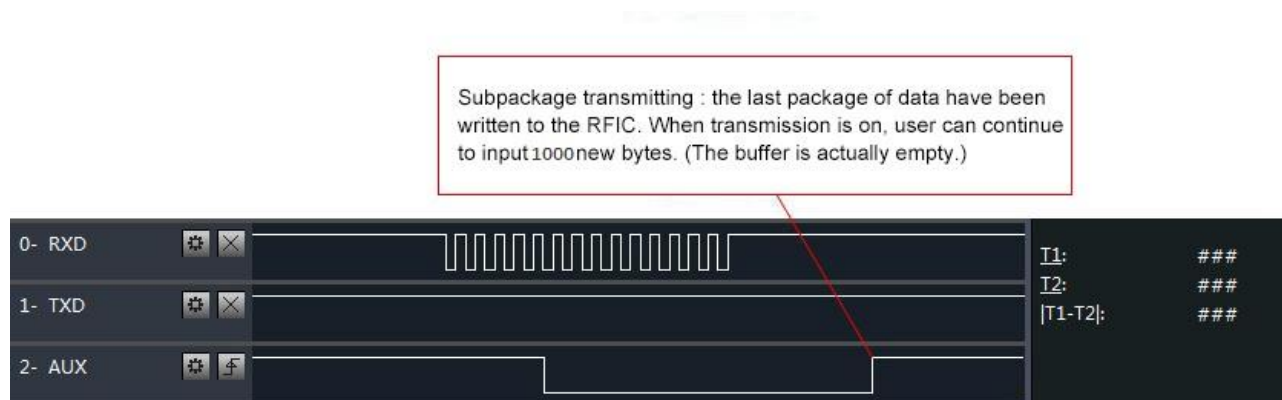 Subpackage transmitting : the last package of data have been
written to the RFIC. When transmission is on, user can continue
to input 1000 new bytes. (The buffer is actually empty.)
0- RXD
T1: ###
1- TXD
T2: ###
|T1-T2|: ###
2- AUX